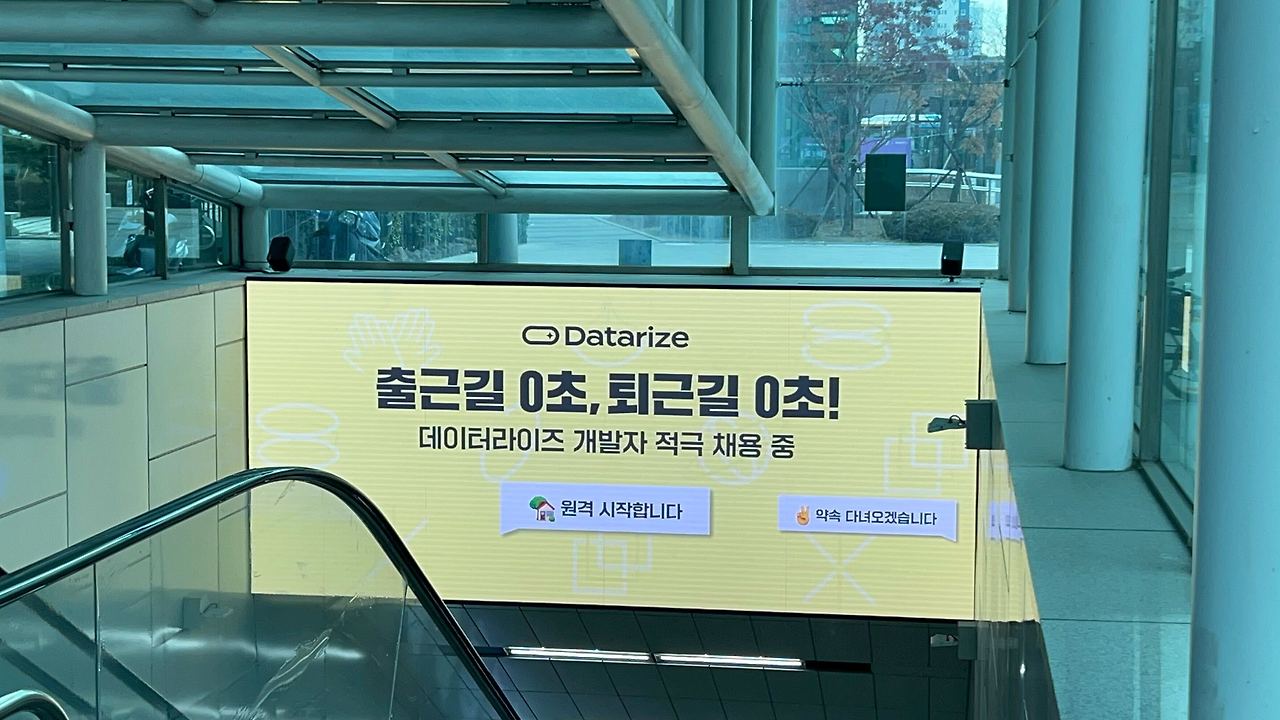 Datarize
출근길 0초, 퇴근길 0초!
데이터라이즈 개발자 적극 채용 중
🏡 원격 시작합니다
✌️ 약속 다녀오겠습니다